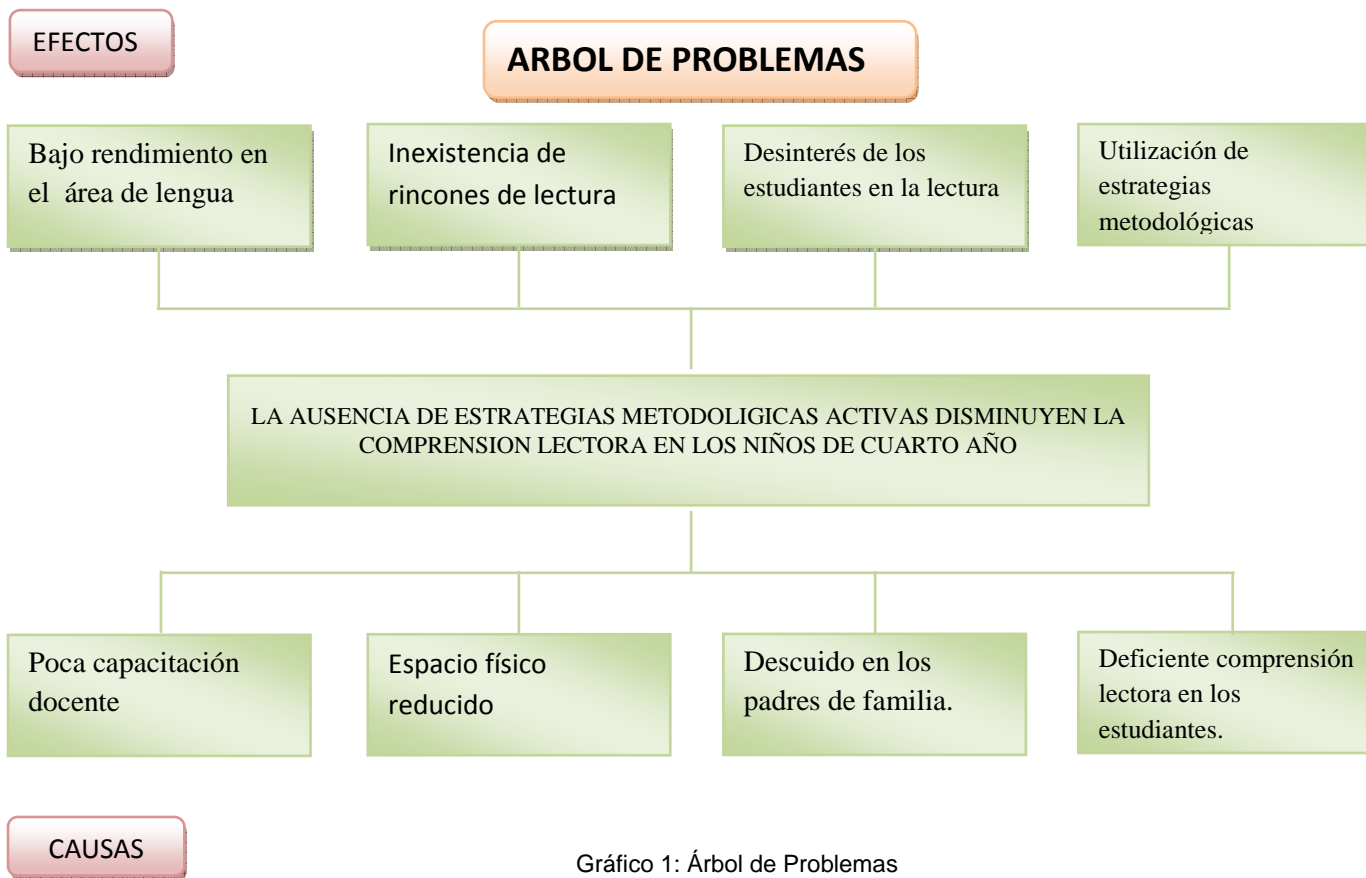 EFECTOS
ARBOL DE PROBLEMAS
Bajo rendimiento en
el área de lengua
Inexistencia de
rincones de lectura
Desinterés de los
estudiantes en la lectura
Utilización de
estrategias
metodológicas
LA AUSENCIA DE ESTRATEGIAS METODOLIGICAS ACTIVAS DISMINUYEN LA
COMPRENSION LECTORA EN LOS NIÑOS DE CUARTO AÑO
Poca capacitación
docente
Espacio físico
reducido
Descuido en los
padres de familia.
Deficiente comprensión
lectora en los
estudiantes.
CAUSAS
Gráfico 1: Árbol de Problemas